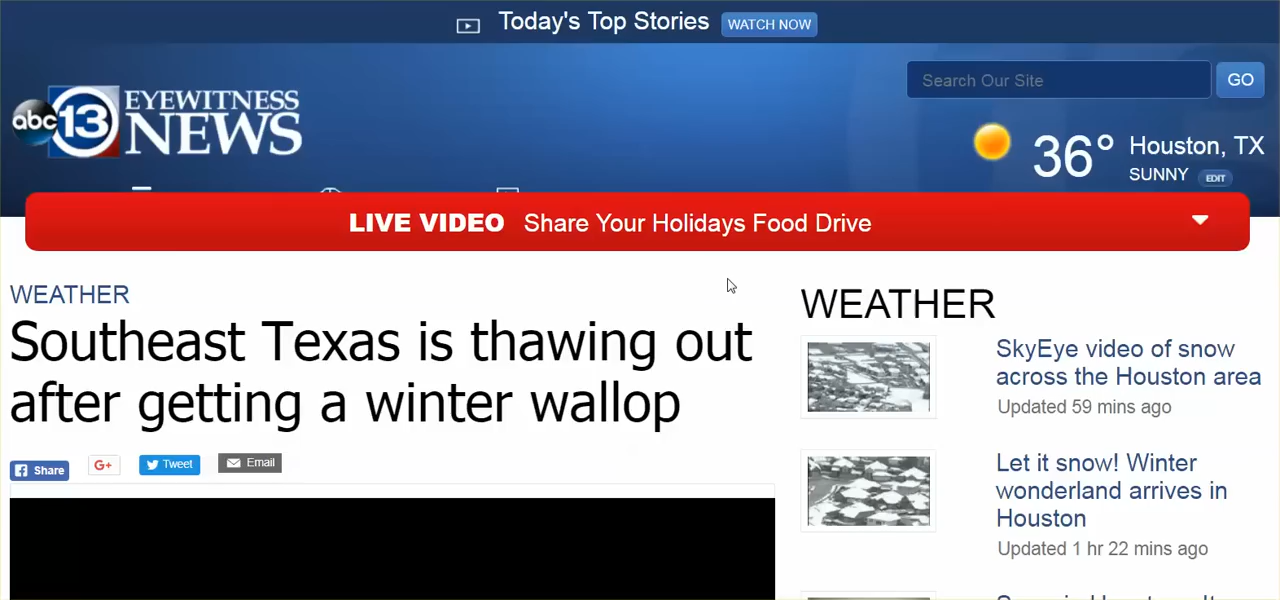 Today's Top Stories WATCH NOW
Search Our Site GO
abc 13 EYEWITNESS NEWS
36° Houston, TX
SUNNY EDIT
LIVE VIDEO Share Your Holidays Food Drive
WEATHER
Southeast Texas is thawing out
after getting a winter wallop
Share G+ Tweet Email
WEATHER
SkyEye video of snow
across the Houston area
Updated 59 mins ago
Let it snow! Winter
wonderland arrives in
Houston
Updated 1 hr 22 mins ago